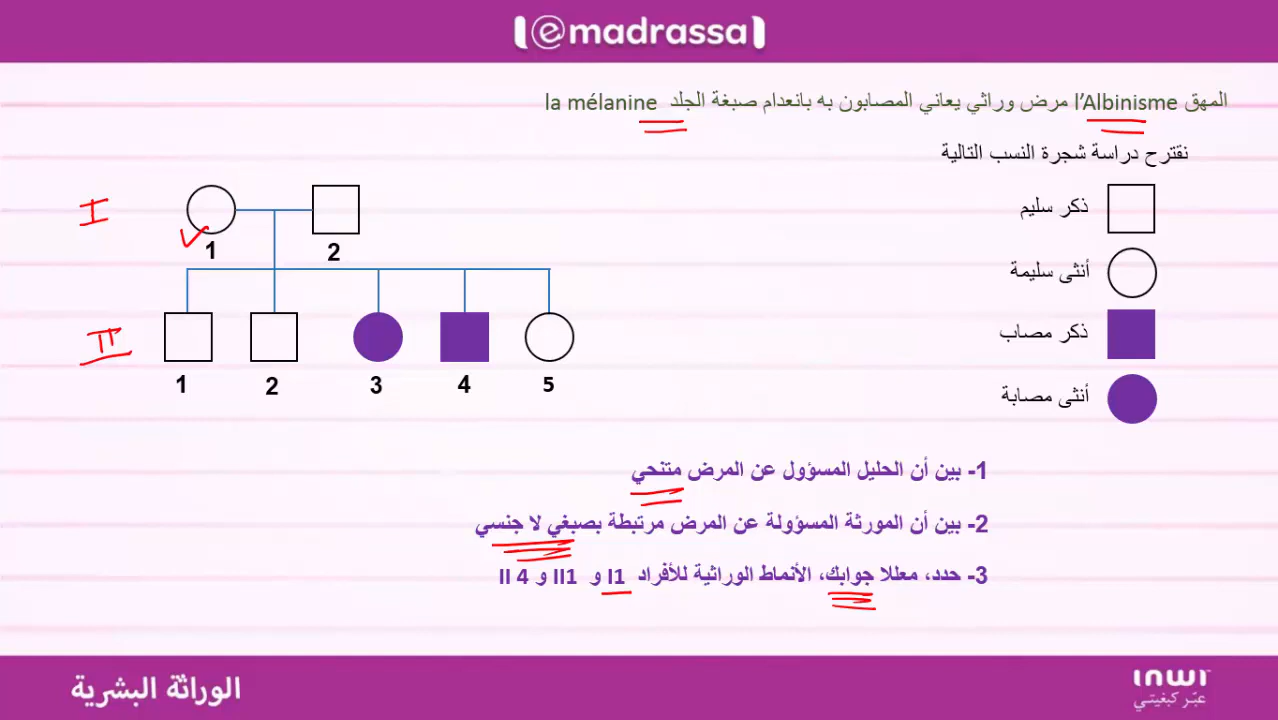 @madrassa
المهق l'Albinisme مرض وراثي يعاني المصابون به بانعدام صبغة الجلد la mélanine
نقترح دراسة شجرة النسب التالية
ذكر سليم
أنثى سليمة
ذكر مصاب
أنثى مصابة
I
1 2
II
1 2 3 4 5
1- بين أن الحليل المسؤول عن المرض متنحي
2- بين أن المورثة المسؤولة عن المرض مرتبطة بصبغي لا جنسي
3- حدد، معللا جوابك، الأنماط الوراثية للأفراد I1 و II1 و II 4
الوراثة البشرية
inwi
عبّر كيفبغيتي